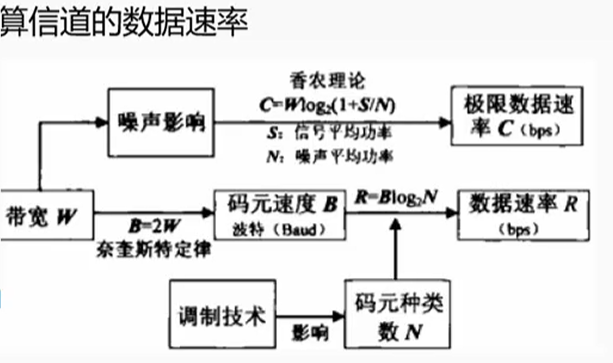 算信道的数据速率
香农理论
C=Wlog₂(1+S/N)
噪声影响
S：信号平均功率
N：噪声平均功率
极限数据速
率 C（bps）
带宽 W
B=2W
奈奎斯特定律
码元速度 B
波特（Baud）
R=Blog₂N
数据速率 R
（bps）
调制技术
影响
码元种类
数 N